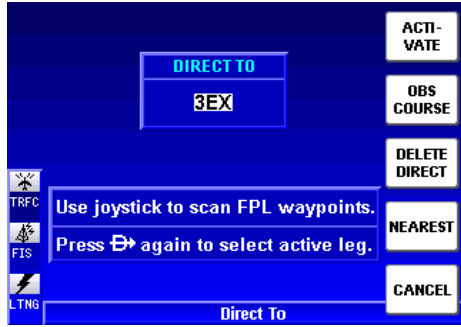 DIRECT TO
3EX
ACTI-
VATE
OBS
COURSE
DELETE
DIRECT
NEAREST
CANCEL
TRFC
FIS
LTNG
Use joystick to scan FPL waypoints.
Press D➔ again to select active leg.
Direct To